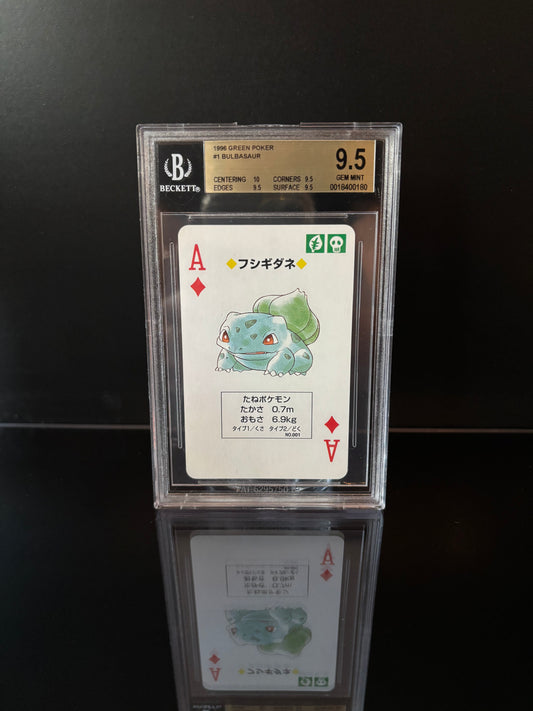 1996 GREEN POKER
#1 BULBASAUR
CENTERING 10 CORNERS 9.5
EDGES 9.5 SURFACE 9.5
9.5
GEM MINT
0018400180
B
BECKETT®
A
フシギダネ
たねポケモン
たかさ 0.7m
おもさ 6.9kg
タイプ1/くさ タイプ2/どく
NO.001
A